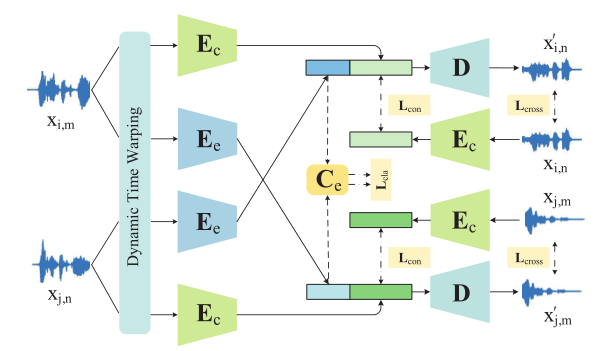 E_c
x'_{i,n}
D
x_{i,m}
L_con
L_cross
E_e
E_c
x_{i,n}
Dynamic Time Warping
C_e
L_cla
x_{j,m}
E_e
E_c
x_{j,n}
L_con
L_cross
E_c
D
x'_{j,m}